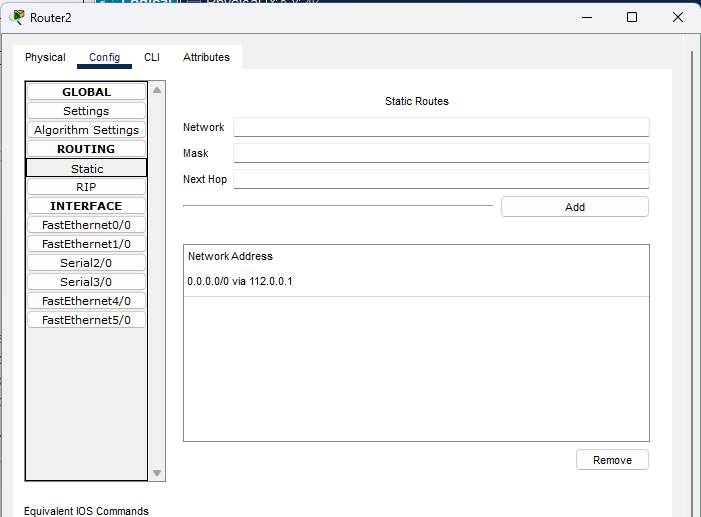 Router2
Physical
Config
CLI
Attributes
GLOBAL
Settings
Algorithm Settings
ROUTING
Static
RIP
INTERFACE
FastEthernet0/0
FastEthernet1/0
Serial2/0
Serial3/0
FastEthernet4/0
FastEthernet5/0
Static Routes
Network
Mask
Next Hop
Add
Network Address
0.0.0.0/0 via 112.0.0.1
Remove
Equivalent IOS Commands